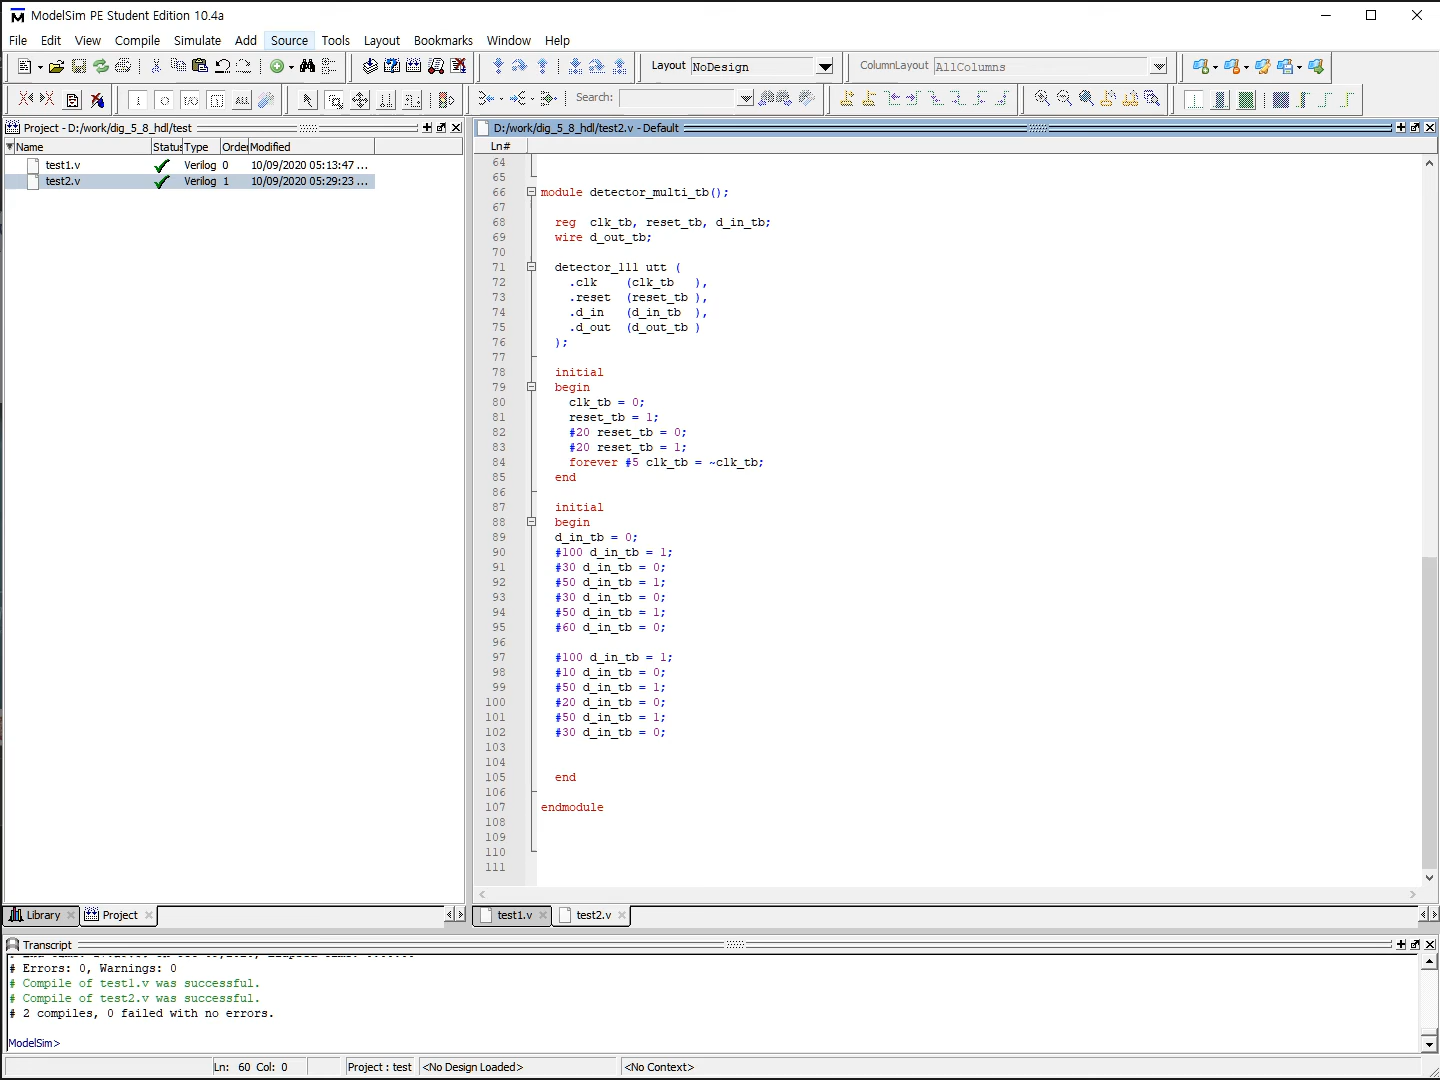 ModelSim PE Student Edition 10.4a
File Edit View Compile Simulate Add Source Tools Layout Bookmarks Window Help
Layout NoDesign ColumnLayout AllColumns
Search:
Project - D:/work/dig_5_8_hdl/test
Name Status Type Order Modified
test1.v Verilog 0 10/09/2020 05:13:47 ...
test2.v Verilog 1 10/09/2020 05:29:23 ...
D:/work/dig_5_8_hdl/test2.v - Default
Ln#
64
65
66 module detector_multi_tb();
67
68 reg clk_tb, reset_tb, d_in_tb;
69 wire d_out_tb;
70
71 detector_111 utt (
72 .clk (clk_tb ),
73 .reset (reset_tb ),
74 .d_in (d_in_tb ),
75 .d_out (d_out_tb )
76 );
77
78 initial
79 begin
80 clk_tb = 0;
81 reset_tb = 1;
82 #20 reset_tb = 0;
83 #20 reset_tb = 1;
84 forever #5 clk_tb = ~clk_tb;
85 end
86
87 initial
88 begin
89 d_in_tb = 0;
90 #100 d_in_tb = 1;
91 #30 d_in_tb = 0;
92 #50 d_in_tb = 1;
93 #30 d_in_tb = 0;
94 #50 d_in_tb = 1;
95 #60 d_in_tb = 0;
96
97 #100 d_in_tb = 1;
98 #10 d_in_tb = 0;
99 #50 d_in_tb = 1;
100 #20 d_in_tb = 0;
101 #50 d_in_tb = 1;
102 #30 d_in_tb = 0;
103
104
105 end
106
107 endmodule
108
109
110
111
Library Project
test1.v test2.v
Transcript
# Errors: 0, Warnings: 0
# Compile of test1.v was successful.
# Compile of test2.v was successful.
# 2 compiles, 0 failed with no errors.
ModelSim>
Ln: 60 Col: 0 Project : test <No Design Loaded> <No Context>